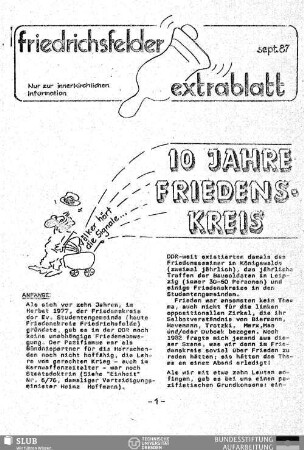 friedrichsfelder
sept.87
Nur zur innerkirchlichen
Information
extrablatt
10 JAHRE
FRIEDENS-
KREIS
Völker hört
die Signale...
ANFÄNGE:
Als sich vor zehn Jahren, im
Herbst 1977, der Friedenskreis
der Ev. Studentengemeinde (heute
Friedenskreis Friedrichsfelde)
gründete, gab es in der DDR noch
keine unabhängige Friedensbewe-
gung. Der Pazifismus war als
Bündnispartner für die Herrschen-
den noch nicht hoffähig, die Leh-
re vom gerechten Krieg - auch im
Kernwaffenzeitalter - war noch
Staatsdoktrin (Siehe "Einheit"
Nr. 6/76, damaliger Verteidigungs-
minister Heinz Hoffmann).
DDR-weit existierte damals das
Friedensseminar in Königswalde
(zweimal jährlich), das jährliche
Treffen der Bausoldaten in Leip-
zig (immer 30-50 Personen) und
einige Friedenskreise in den
Studentengemeinden.
Frieden war ansonsten kein The-
ma, auch nicht für die linken
oppositionellen Zirkel, die ihr
Selbstverständnis von Biermann,
Havemann, Trotzki, Marx, Mao
und/oder Dubcek bezogen. Noch
1982 fragte mich jemand aus die-
ser Szene, was wir denn im Frie-
denskreis soviel über Frieden zu
reden hätten; sie hätten das The-
ma an einem Abend erledigt!
Als wir mit etwa zehn Leuten an-
fingen, gab es bei uns einen pa-
zifistischen Grundkonsens: daß
- 1 -
SLUB
TECHNISCHE
UNIVERSITÄT
DRESDEN
BUNDESSTIFTUNG
AUFARBEITUNG